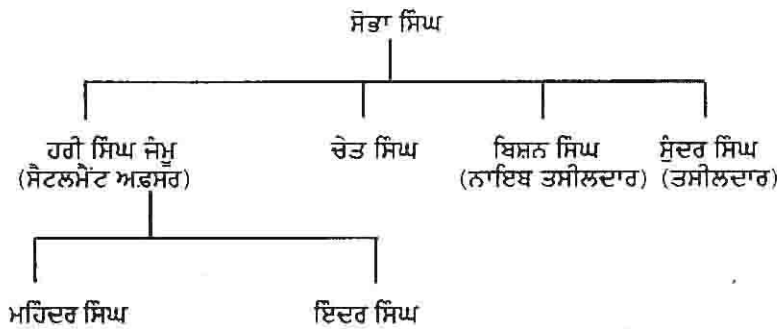 ਸੋਭਾ ਸਿੰਘ
ਹਰੀ ਸਿੰਘ ਜੰਮੂ ਚੇਤ ਸਿੰਘ ਬਿਸ਼ਨ ਸਿੰਘ ਸੁੰਦਰ ਸਿੰਘ
(ਸੈਟਲਮੈਂਟ ਅਫ਼ਸਰ) (ਨਾਇਬ ਤਸੀਲਦਾਰ) (ਤਸੀਲਦਾਰ)
ਮਹਿੰਦਰ ਸਿੰਘ ਇੰਦਰ ਸਿੰਘ